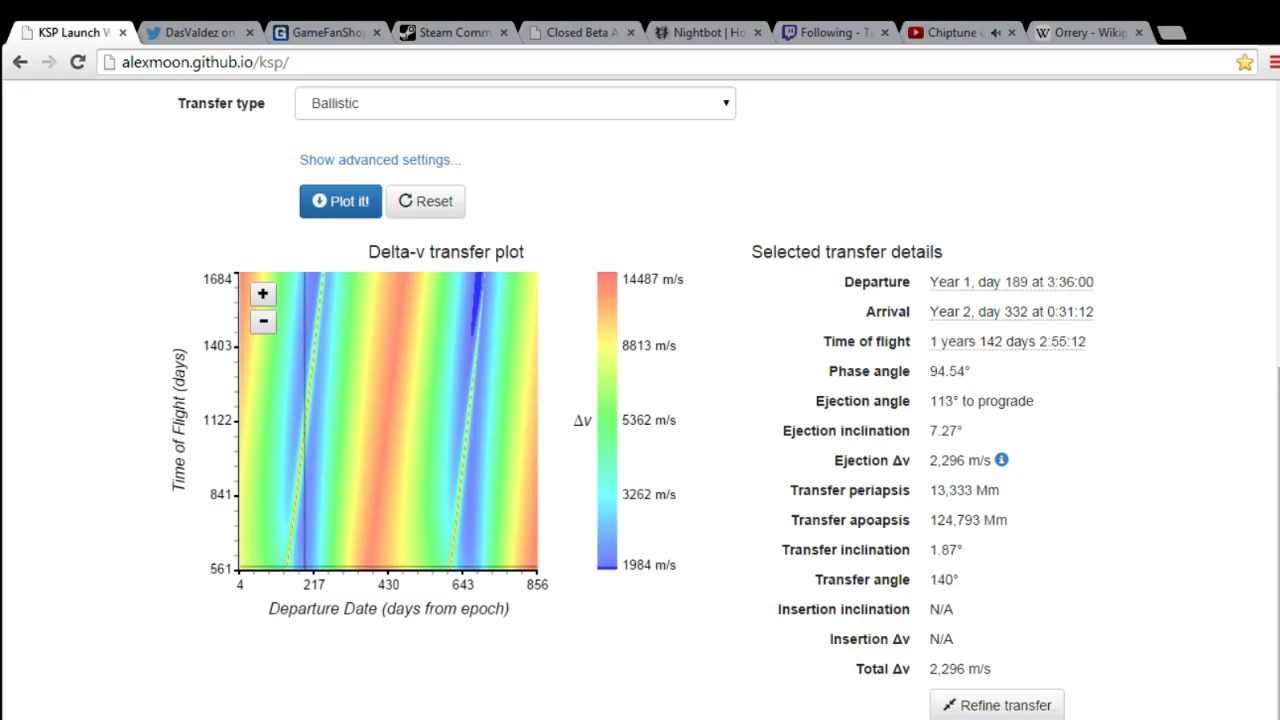 KSP Launch W
DasValdez on
GameFanSho
Steam Comm
Closed Beta A
Nightbot | Ho
Following - T
Chiptune
Orrery - Wikip
alexmoon.github.io/ksp/
Transfer type
Ballistic
Show advanced settings...
Plot it!
Reset
Delta-v transfer plot
1684
1403
1122
841
561
+
-
Time of Flight (days)
4
217
430
643
856
Departure Date (days from epoch)
Δv
14487 m/s
8813 m/s
5362 m/s
3262 m/s
1984 m/s
Selected transfer details
Departure Year 1, day 189 at 3:36:00
Arrival Year 2, day 332 at 0:31:12
Time of flight 1 years 142 days 2:55:12
Phase angle 94.54°
Ejection angle 113° to prograde
Ejection inclination 7.27°
Ejection Δv 2,296 m/s
Transfer periapsis 13,333 Mm
Transfer apoapsis 124,793 Mm
Transfer inclination 1.87°
Transfer angle 140°
Insertion inclination N/A
Insertion Δv N/A
Total Δv 2,296 m/s
Refine transfer